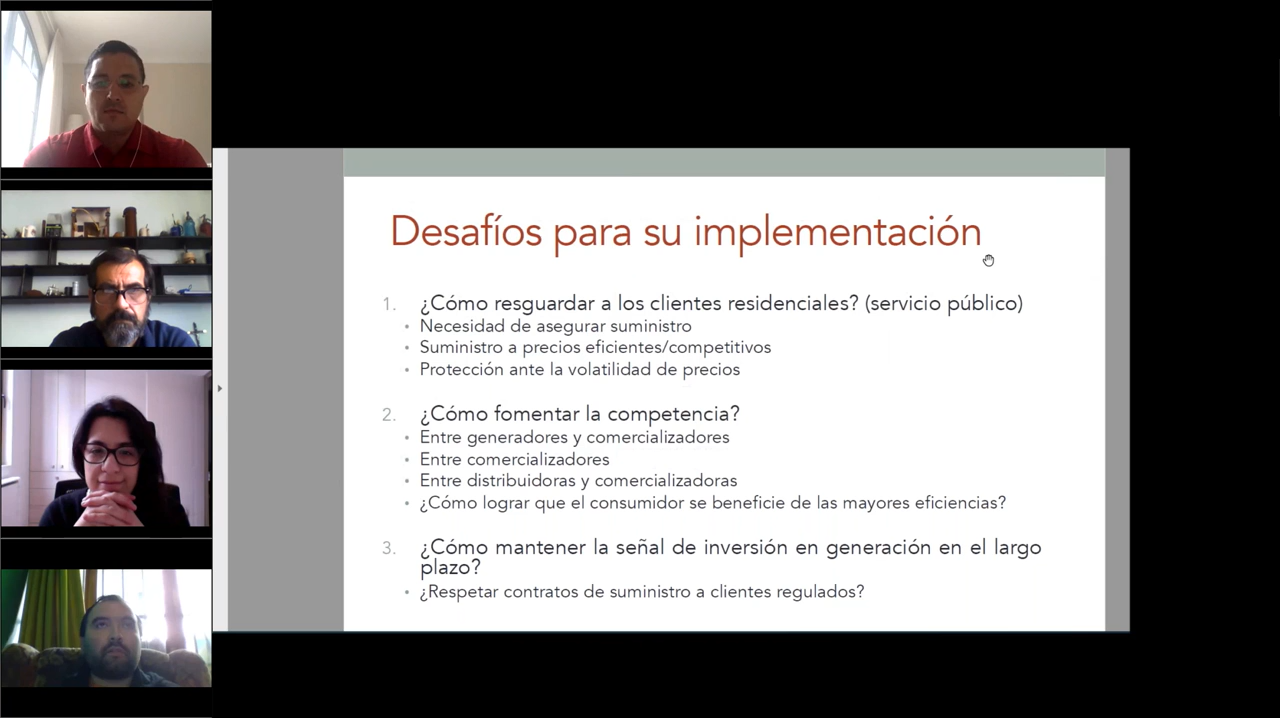 Desafíos para su implementación
1. ¿Cómo resguardar a los clientes residenciales? (servicio público)
• Necesidad de asegurar suministro
• Suministro a precios eficientes/competitivos
• Protección ante la volatilidad de precios
2. ¿Cómo fomentar la competencia?
• Entre generadores y comercializadores
• Entre comercializadores
• Entre distribuidoras y comercializadoras
• ¿Cómo lograr que el consumidor se beneficie de las mayores eficiencias?
3. ¿Cómo mantener la señal de inversión en generación en el largo
plazo?
• ¿Respetar contratos de suministro a clientes regulados?